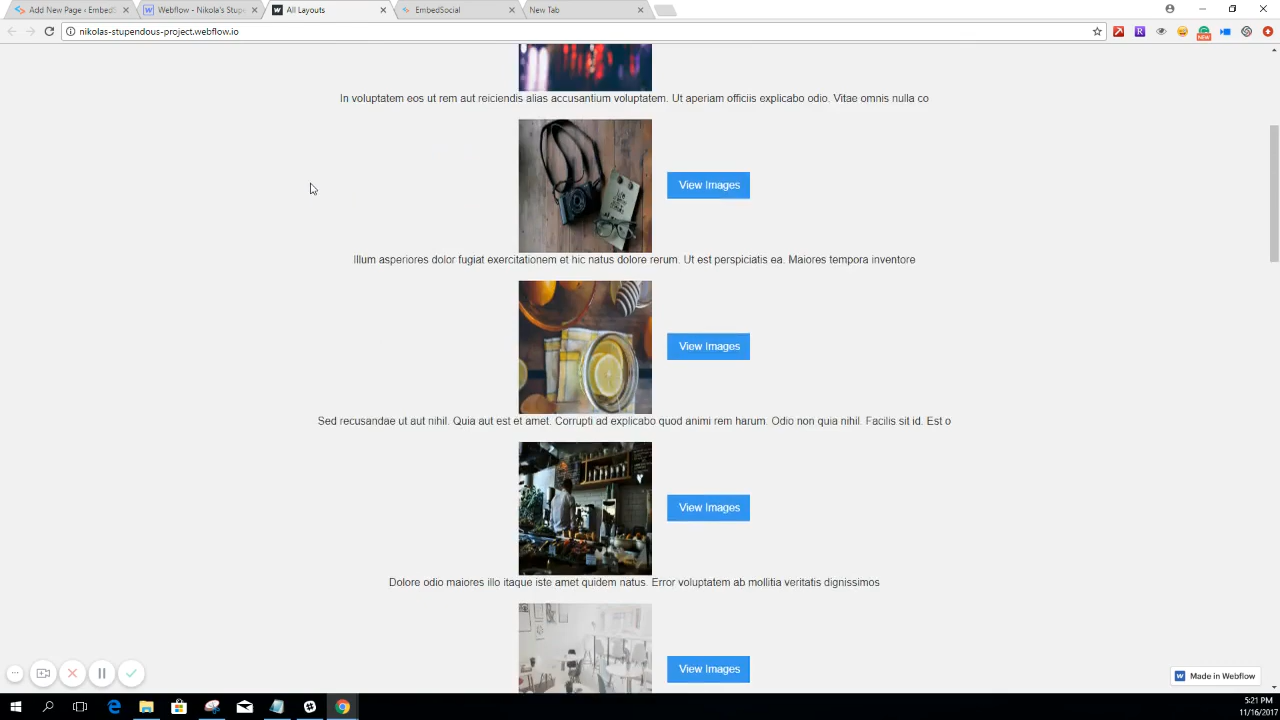 Add New Page ‹ EmbedS
Webflow - Nikola's Stup
All Layouts
EmbedSocial
New Tab
nikolas-stupendous-project.webflow.io
NEW
In voluptatem eos ut rem aut reiciendis alias accusantium voluptatem. Ut aperiam officiis explicabo odio. Vitae omnis nulla co
View Images
Illum asperiores dolor fugiat exercitationem et hic natus dolore rerum. Ut est perspiciatis ea. Maiores tempora inventore
View Images
Sed recusandae ut aut nihil. Quia aut est et amet. Corrupti ad explicabo quod animi rem harum. Odio non quia nihil. Facilis sit id. Est o
View Images
Dolore odio maiores illo itaque iste amet quidem natus. Error voluptatem ab mollitia veritatis dignissimos
View Images
Made in Webflow
5:21 PM
11/16/2017